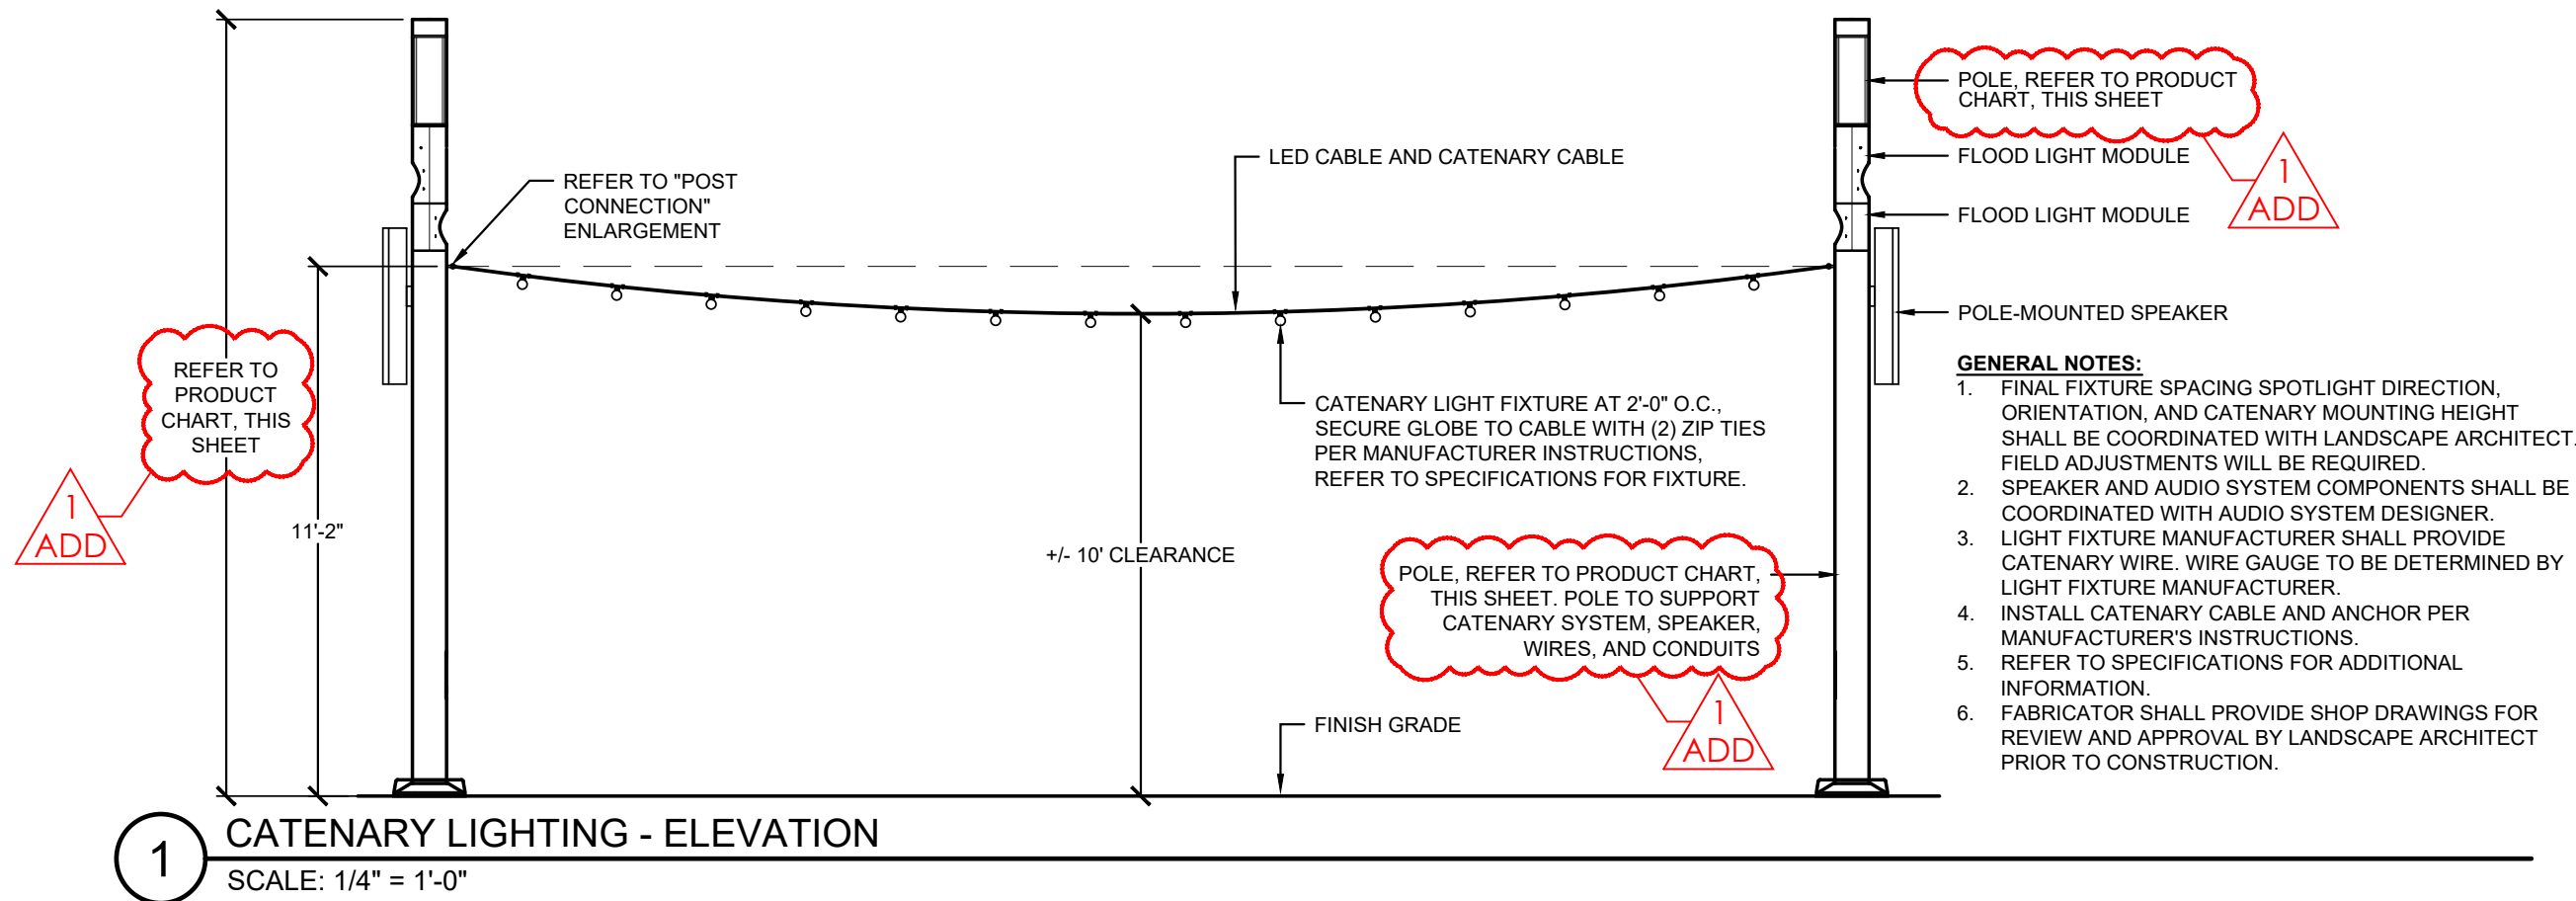 POLE, REFER TO PRODUCT
CHART, THIS SHEET
LED CABLE AND CATENARY CABLE
FLOOD LIGHT MODULE
1
ADD
REFER TO "POST
CONNECTION"
ENLARGEMENT
FLOOD LIGHT MODULE
POLE-MOUNTED SPEAKER
REFER TO
PRODUCT
CHART, THIS
SHEET
1
ADD
11'-2"
+/- 10' CLEARANCE
CATENARY LIGHT FIXTURE AT 2'-0" O.C.,
SECURE GLOBE TO CABLE WITH (2) ZIP TIES
PER MANUFACTURER INSTRUCTIONS,
REFER TO SPECIFICATIONS FOR FIXTURE.
POLE, REFER TO PRODUCT CHART,
THIS SHEET. POLE TO SUPPORT
CATENARY SYSTEM, SPEAKER,
WIRES, AND CONDUITS
1
ADD
FINISH GRADE
GENERAL NOTES:
1. FINAL FIXTURE SPACING SPOTLIGHT DIRECTION,
ORIENTATION, AND CATENARY MOUNTING HEIGHT
SHALL BE COORDINATED WITH LANDSCAPE ARCHITECT.
FIELD ADJUSTMENTS WILL BE REQUIRED.
2. SPEAKER AND AUDIO SYSTEM COMPONENTS SHALL BE
COORDINATED WITH AUDIO SYSTEM DESIGNER.
3. LIGHT FIXTURE MANUFACTURER SHALL PROVIDE
CATENARY WIRE. WIRE GAUGE TO BE DETERMINED BY
LIGHT FIXTURE MANUFACTURER.
4. INSTALL CATENARY CABLE AND ANCHOR PER
MANUFACTURER'S INSTRUCTIONS.
5. REFER TO SPECIFICATIONS FOR ADDITIONAL
INFORMATION.
6. FABRICATOR SHALL PROVIDE SHOP DRAWINGS FOR
REVIEW AND APPROVAL BY LANDSCAPE ARCHITECT
PRIOR TO CONSTRUCTION.
1
CATENARY LIGHTING - ELEVATION
SCALE: 1/4" = 1'-0"